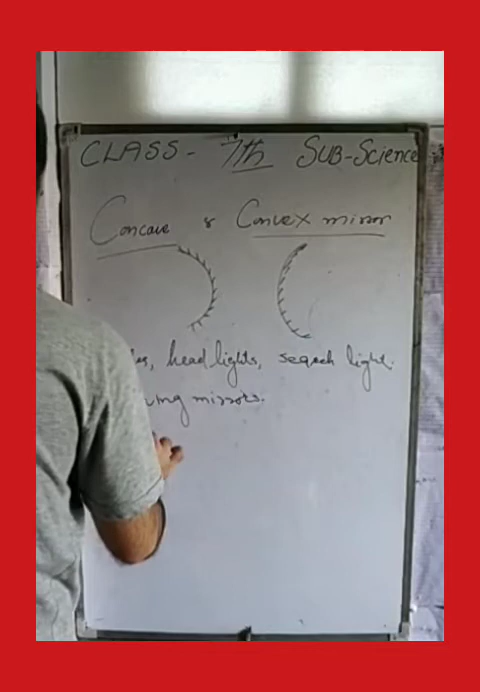 CLASS - 7th SUB-Science
Concave & Convex mirror
head lights, search light.
mirrors.